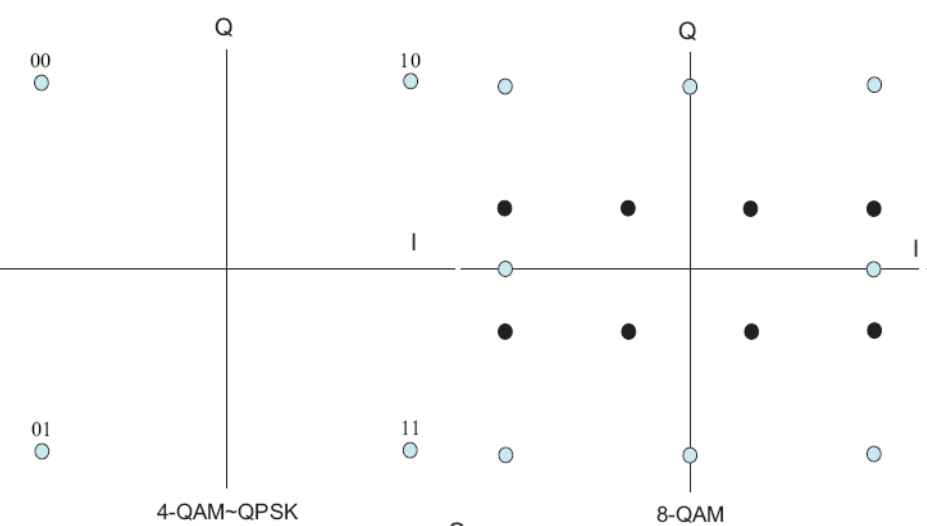 Q
00 10
I
01 11
4-QAM~QPSK
Q
I
8-QAM